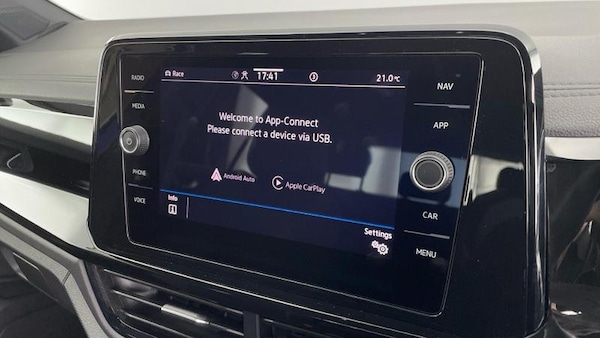 RADIO
MEDIA
PHONE
VOICE
Race
17:41
21.0°C
Welcome to App-Connect
Please connect a device via USB.
Android Auto
Apple CarPlay
Info
Settings
NAV
APP
CAR
MENU